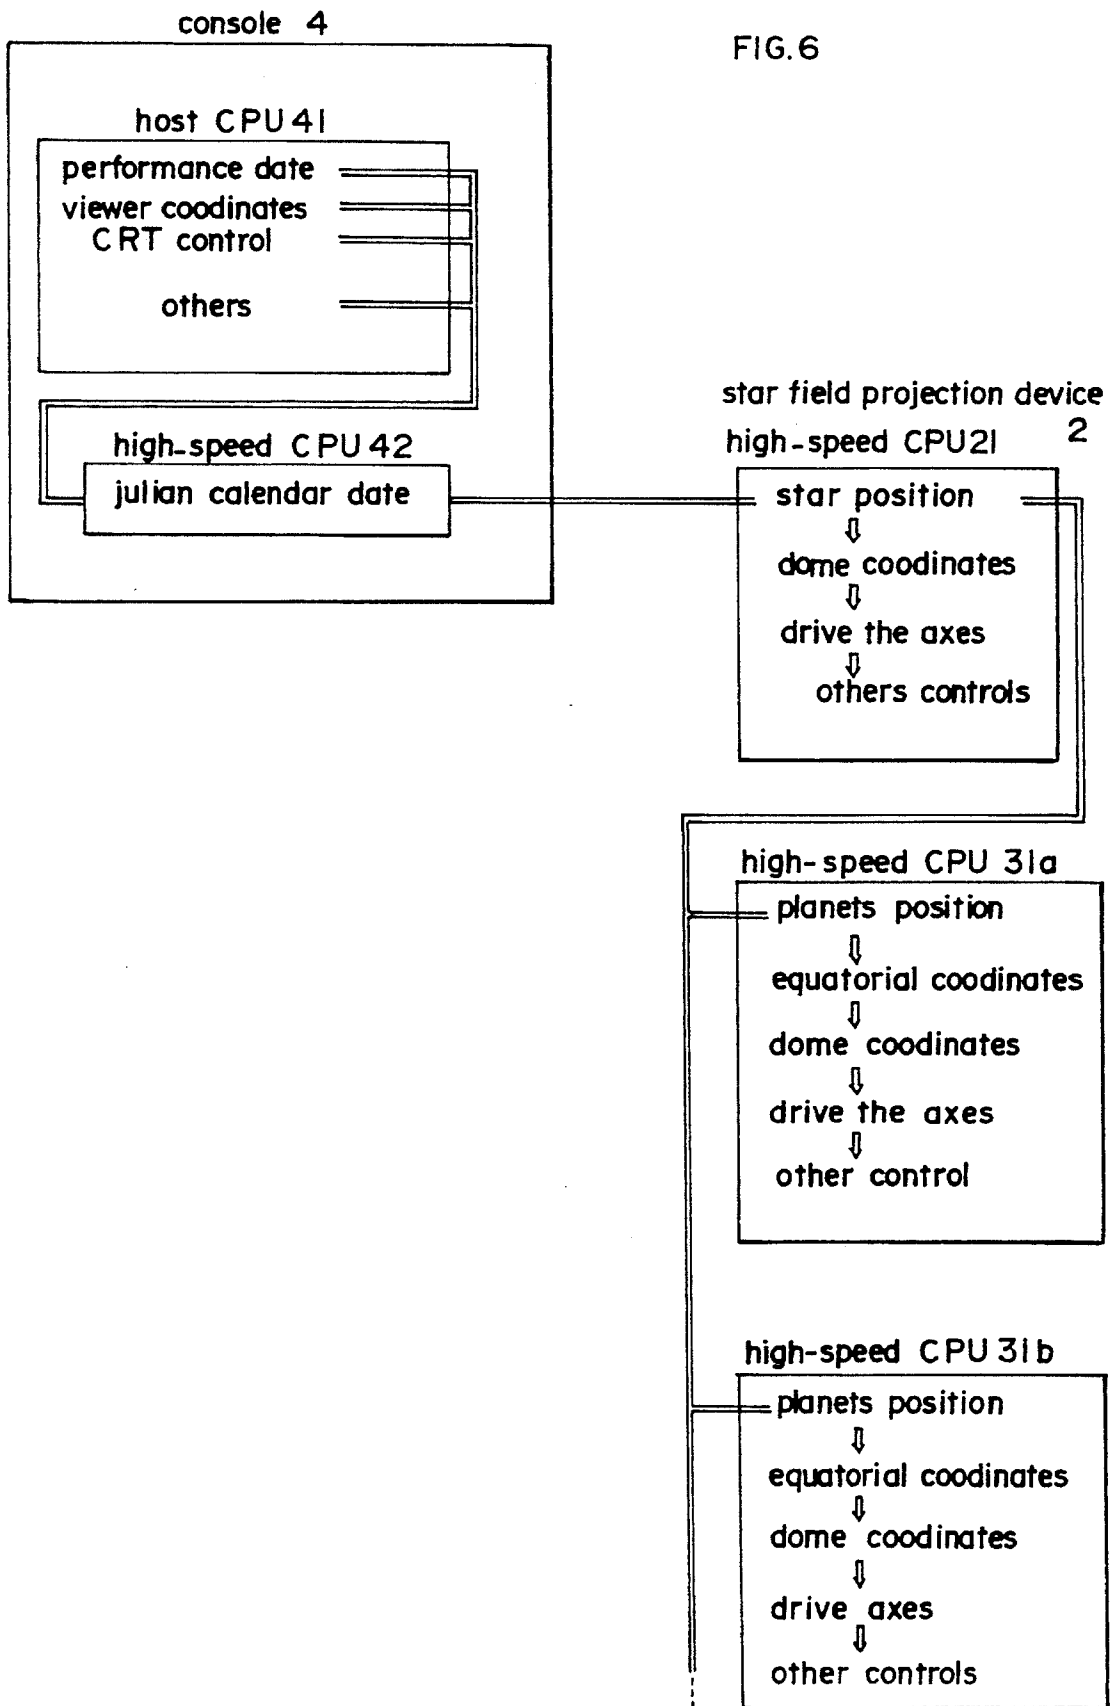 console 4
FIG.6
host CPU 41
performance date
viewer coodinates
CRT control
others
high-speed CPU 42
julian calendar date
star field projection device
2
high-speed CPU 21
star position
dome coodinates
drive the axes
others controls
high-speed CPU 31a
planets position
equatorial coodinates
dome coodinates
drive the axes
other control
high-speed CPU 31b
planets position
equatorial coodinates
dome coodinates
drive axes
other controls